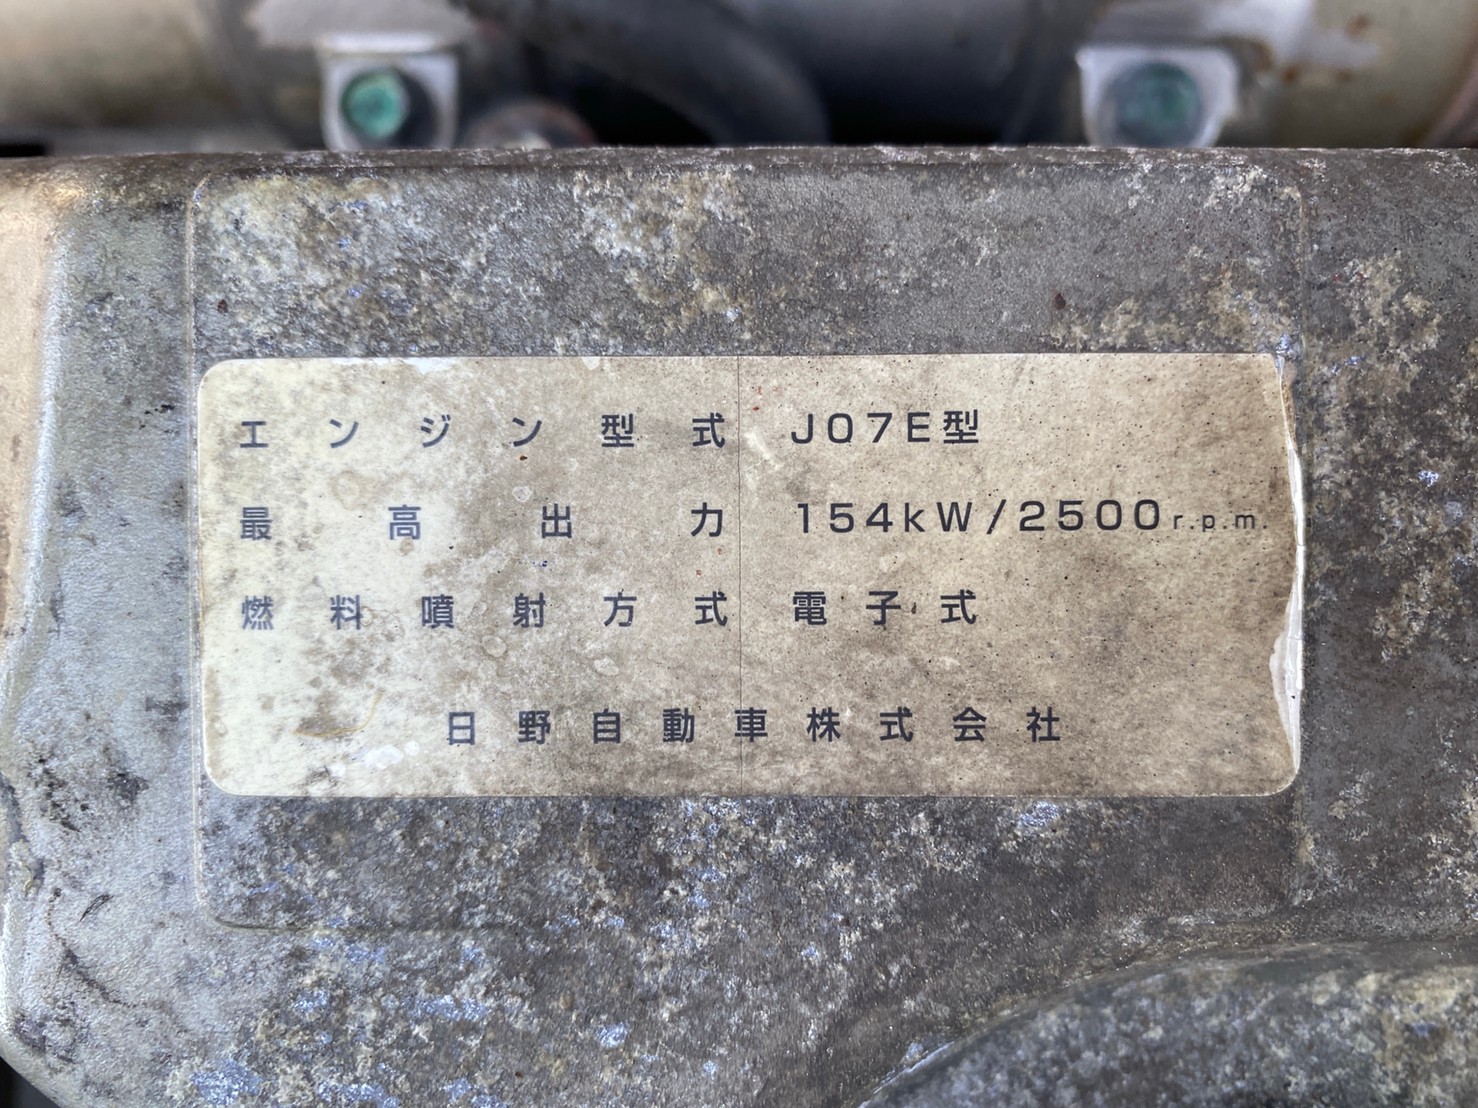 エンジン型式 J07E型
最高出力 154kW/2500r.p.m.
燃料噴射方式 電子式
日野自動車株式会社